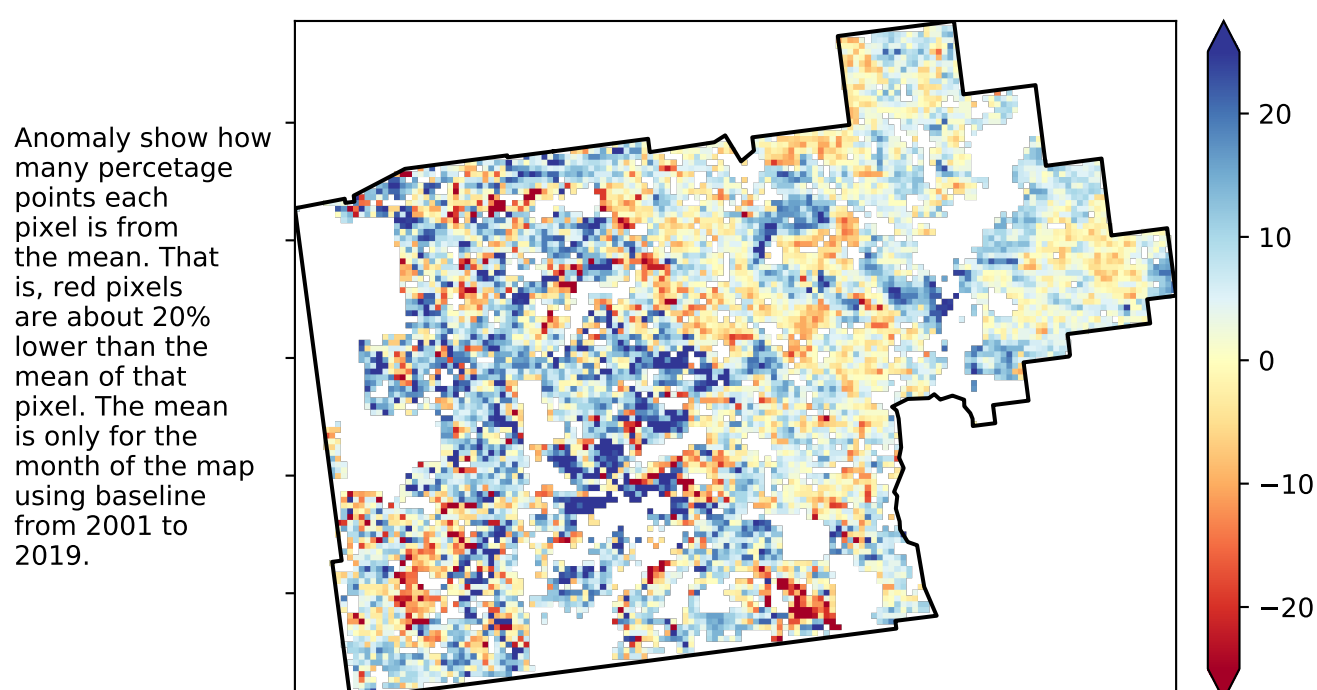 Anomaly show how
many percetage
points each
pixel is from
the mean. That
is, red pixels
are about 20%
lower than the
mean of that
pixel. The mean
is only for the
month of the map
using baseline
from 2001 to
2019.
20
10
0
−10
−20